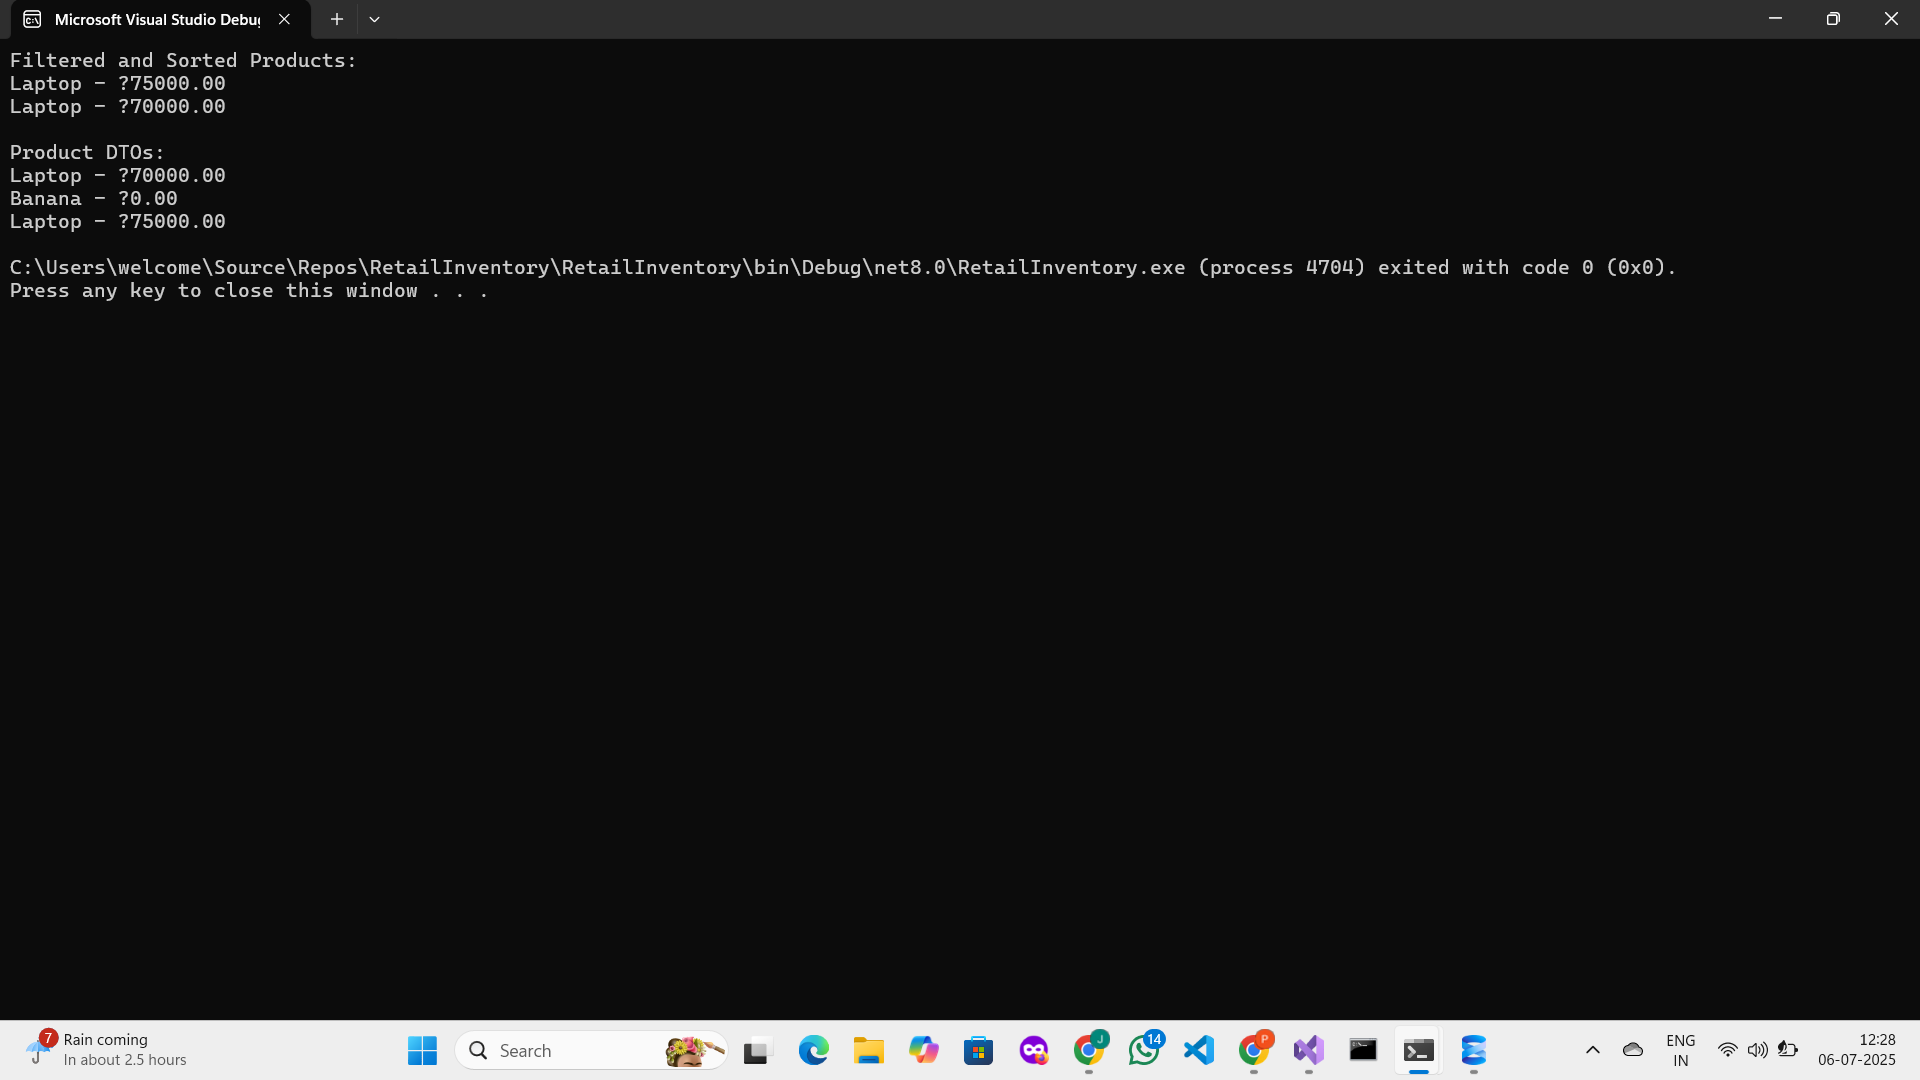 Microsoft Visual Studio Debu
Filtered and Sorted Products:
Laptop - ?75000.00
Laptop - ?70000.00
Product DTOs:
Laptop - ?70000.00
Banana - ?0.00
Laptop - ?75000.00
C:\Users\welcome\Source\Repos\RetailInventory\RetailInventory\bin\Debug\net8.0\RetailInventory.exe (process 4704) exited with code 0 (0x0).
Press any key to close this window . . .
7
Rain coming
In about 2.5 hours
Search
J
14
P
ENG
IN
12:28
06-07-2025